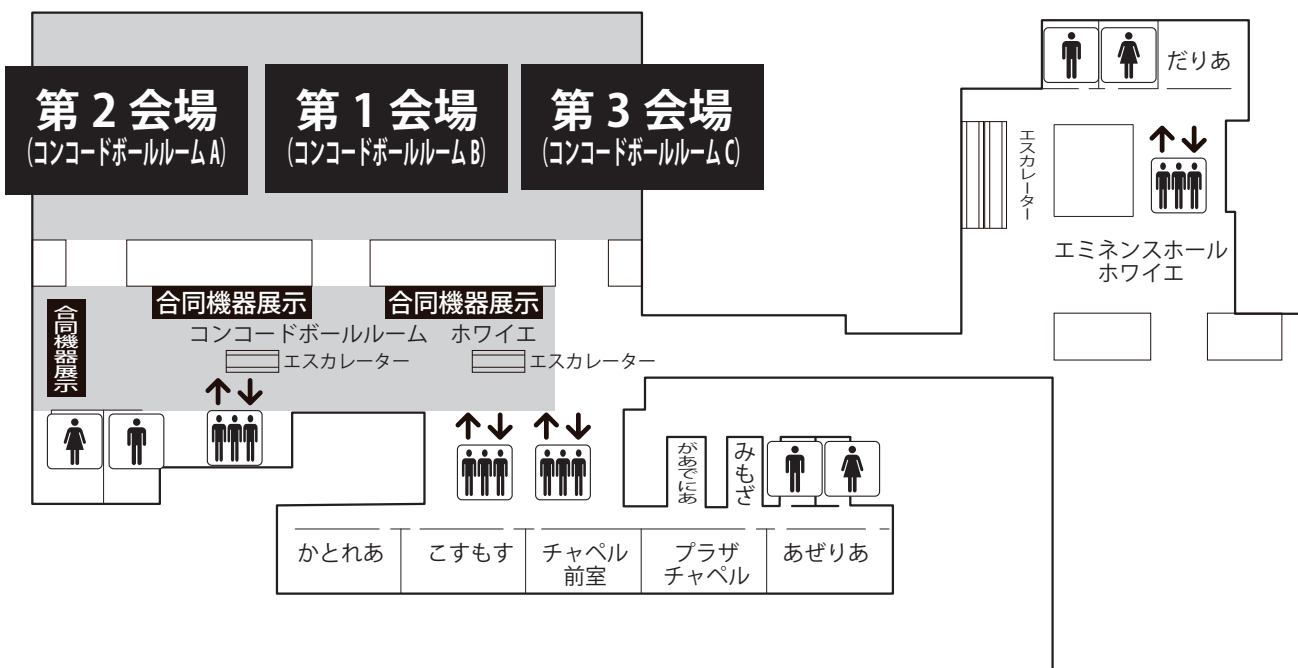 第 2 会場
(コンコードボールルーム A)
第 1 会場
(コンコードボールルーム B)
第 3 会場
(コンコードボールルーム C)
だりあ
エスカレーター
エミネンスホール
ホワイエ
合同機器展示
合同機器展示
合同機器展示
コンコードボールルーム ホワイエ
エスカレーター
エスカレーター
があでにあ
みもざ
かとれあ
こすもす
チャペル
前室
プラザ
チャペル
あぜりあ